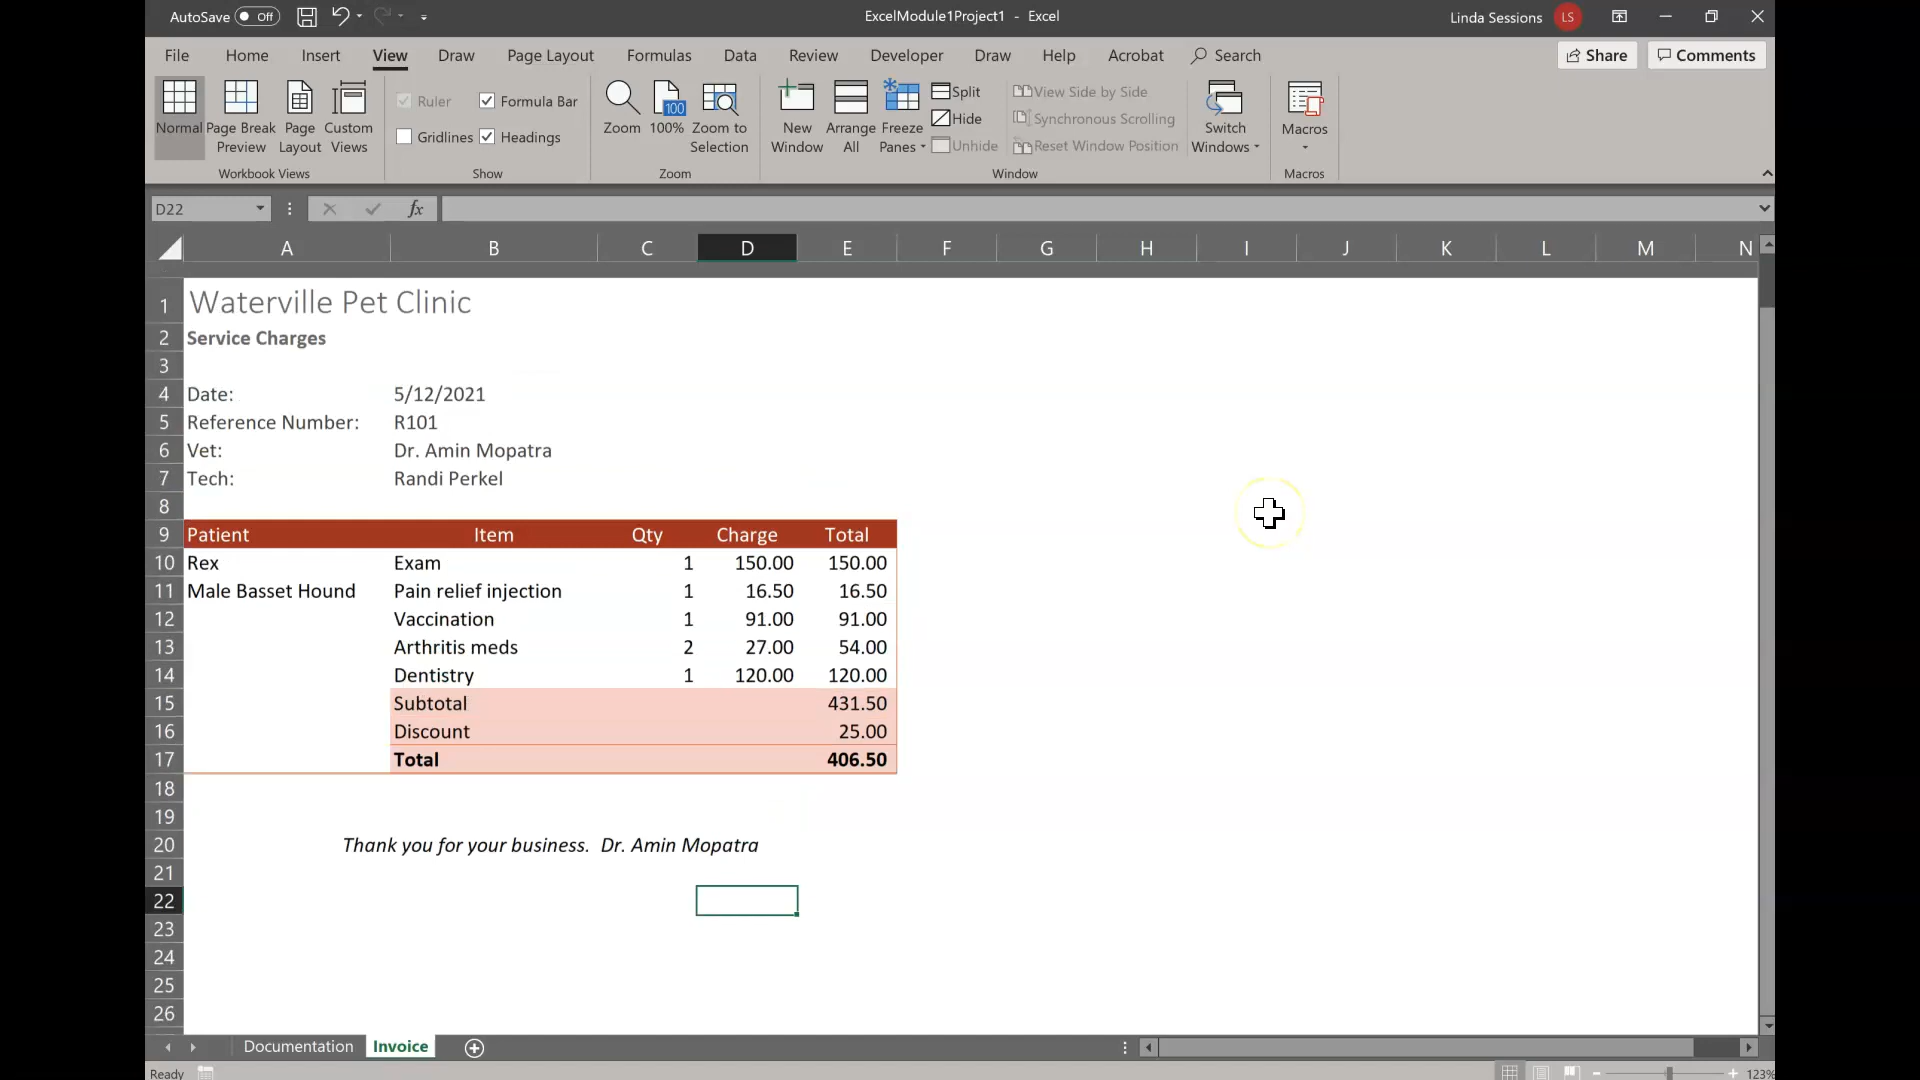 AutoSave Off ExcelModule1Project1 - Excel Linda Sessions LS
File Home Insert View Draw Page Layout Formulas Data Review Developer Draw Help Acrobat Search Share Comments
Normal Page Break Preview Page Layout Custom Views
Workbook Views
Ruler Formula Bar
Gridlines Headings
Show
Zoom 100 100% Zoom to Selection
Zoom
New Window Arrange All Freeze Panes
Split View Side by Side
Hide Synchronous Scrolling
Unhide Reset Window Position
Switch Windows
Window
Macros
Macros
D22 fx
A B C D E F G H I J K L M N
1 Waterville Pet Clinic
2 Service Charges
3
4 Date: 5/12/2021
5 Reference Number: R101
6 Vet: Dr. Amin Mopatra
7 Tech: Randi Perkel
8
9 Patient Item Qty Charge Total
10 Rex Exam 1 150.00 150.00
11 Male Basset Hound Pain relief injection 1 16.50 16.50
12 Vaccination 1 91.00 91.00
13 Arthritis meds 2 27.00 54.00
14 Dentistry 1 120.00 120.00
15 Subtotal 431.50
16 Discount 25.00
17 Total 406.50
18
19
20 Thank you for your business. Dr. Amin Mopatra
21
22
23
24
25
26
Documentation Invoice
Ready 123%